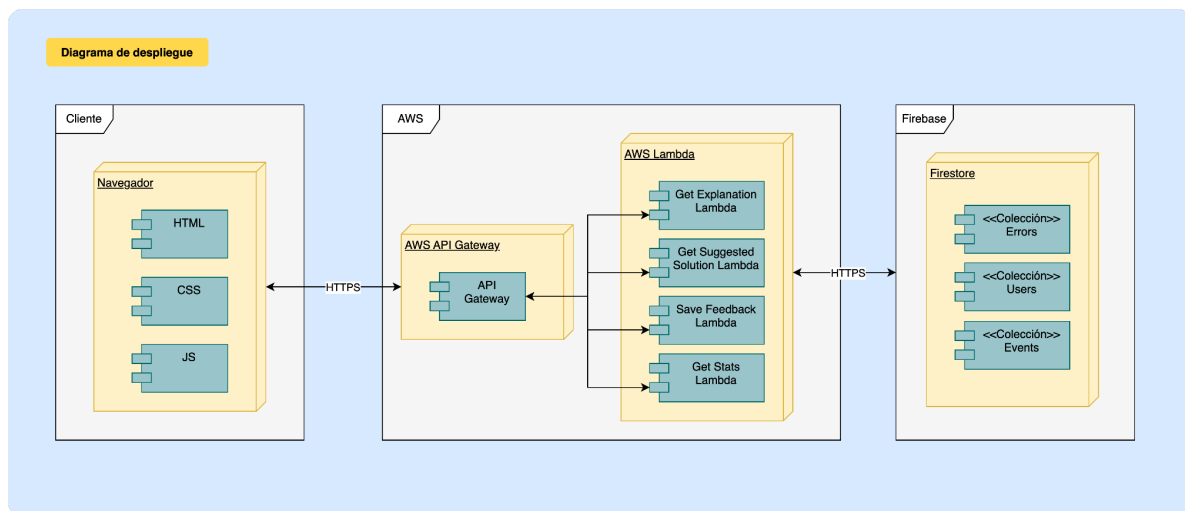 Diagrama de despliegue
Cliente
Navegador
HTML
CSS
JS
HTTPS
AWS
AWS API Gateway
API
Gateway
AWS Lambda
Get Explanation
Lambda
Get Suggested
Solution Lambda
Save Feedback
Lambda
Get Stats
Lambda
HTTPS
Firebase
Firestore
<<Colección>>
Errors
<<Colección>>
Users
<<Colección>>
Events